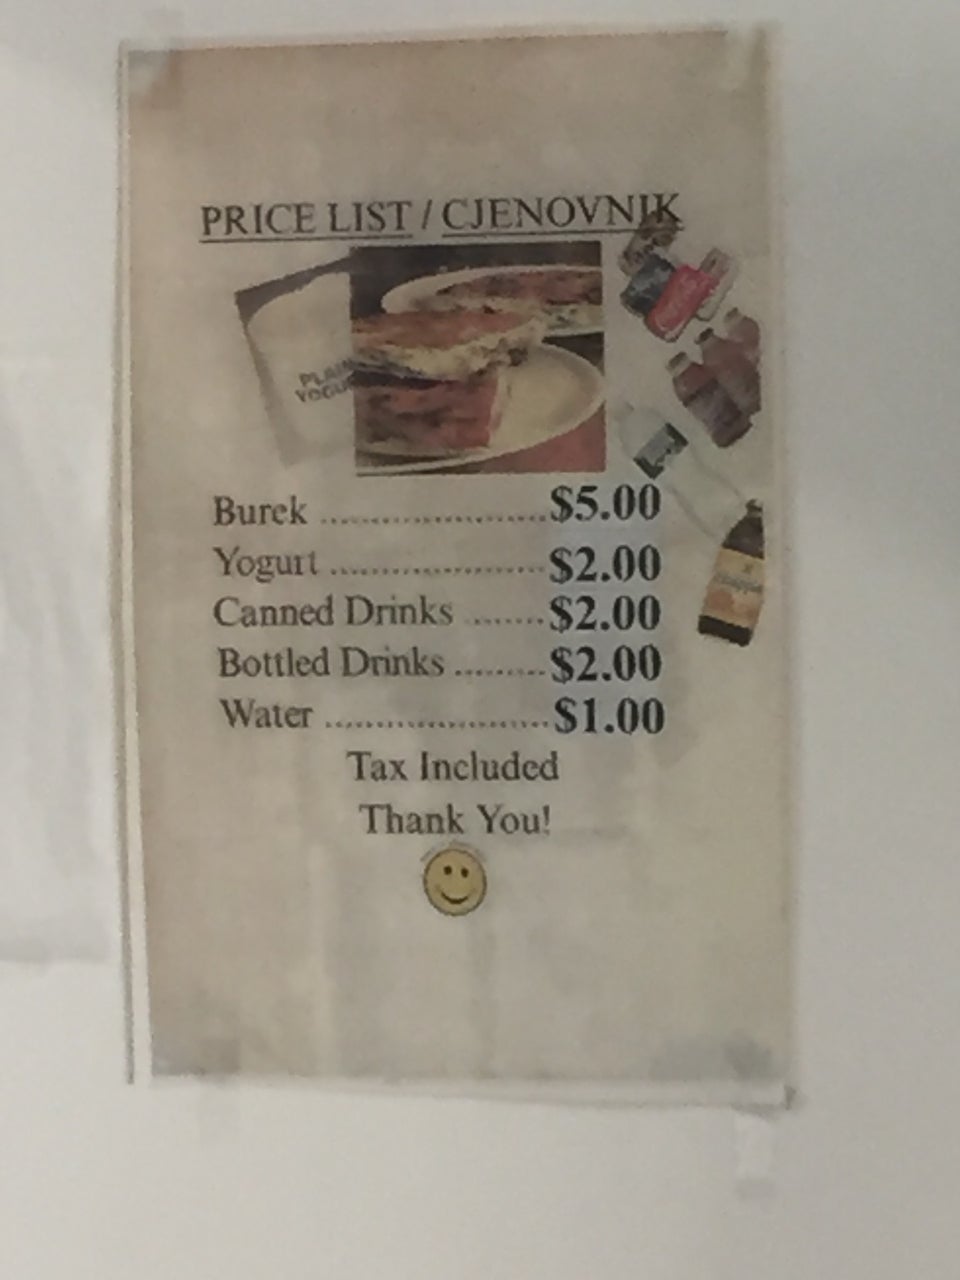 PRICE LIST / CJENOVNIK
PLAIN
Burek ........................$5.00
Yogurt .......................$2.00
Canned Drinks ........$2.00
Bottled Drinks .........$2.00
Water ........................$1.00
Tax Included
Thank You!